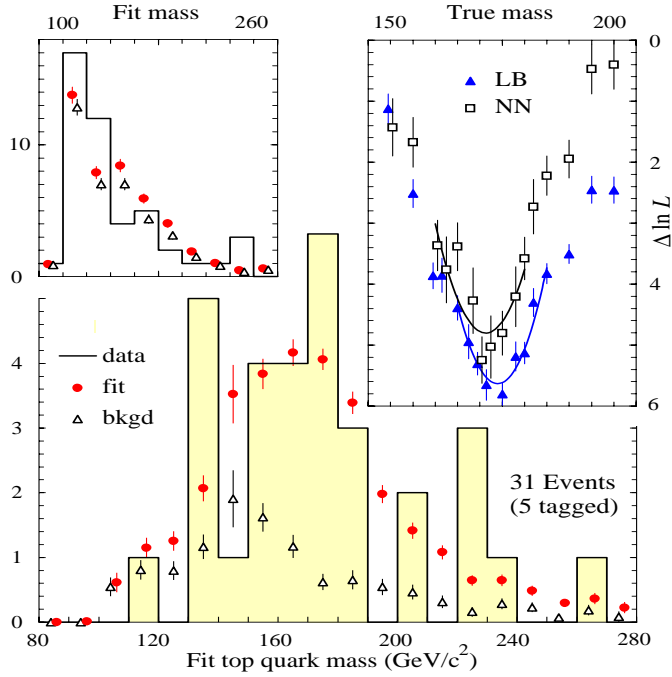 Fit mass
100 260
10
0
True mass
150 200
LB
NN
0
2
4
6
Δ ln L
data
fit
bkgd
5
4
3
2
1
0
31 Events
(5 tagged)
80 120 160 200 240 280
Fit top quark mass (GeV/c²)